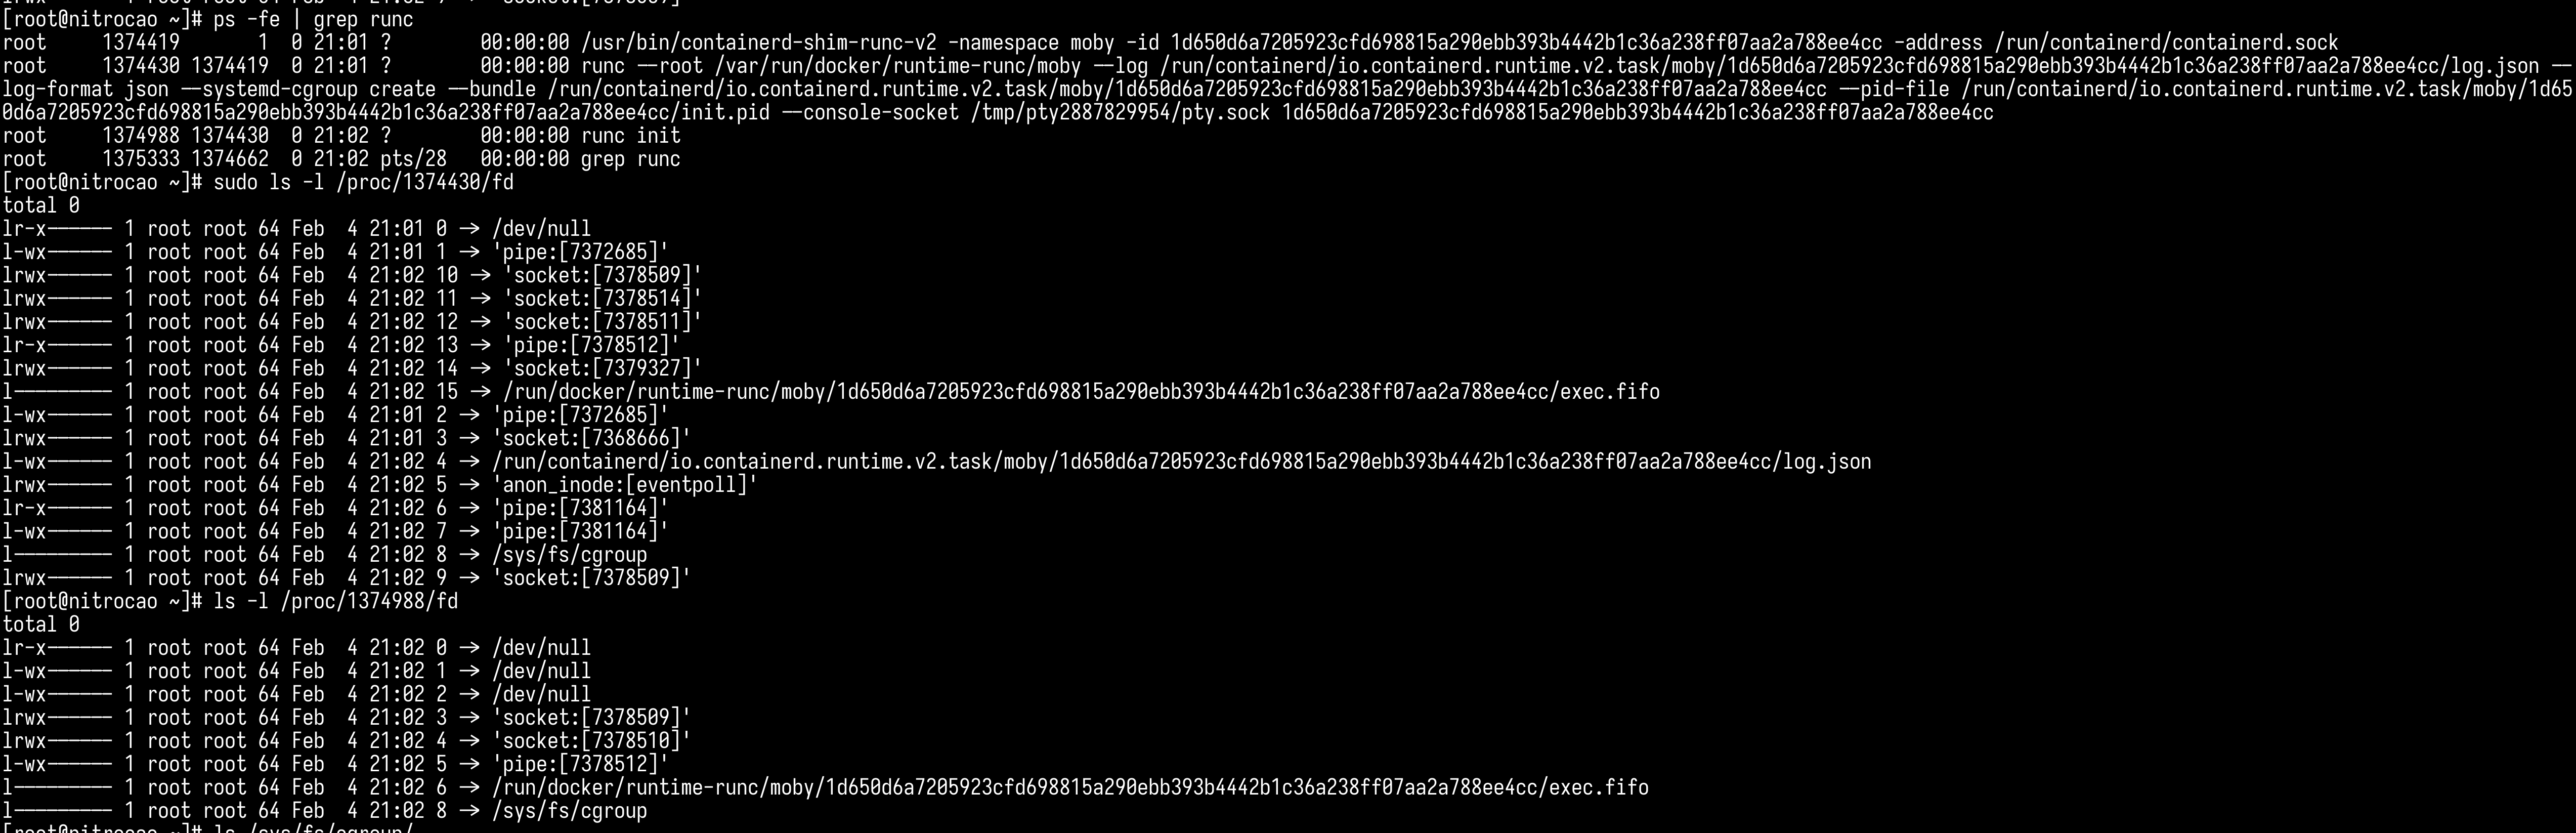 [root@nitrocao ~]# ps -fe | grep runc
root     1374419       1  0 21:01 ?        00:00:00 /usr/bin/containerd-shim-runc-v2 -namespace moby -id 1d650d6a7205923cfd698815a290ebb393b4442b1c36a238ff07aa2a788ee4cc -address /run/containerd/containerd.sock
root     1374430 1374419  0 21:01 ?        00:00:00 runc --root /var/run/docker/runtime-runc/moby --log /run/containerd/io.containerd.runtime.v2.task/moby/1d650d6a7205923cfd698815a290ebb393b4442b1c36a238ff07aa2a788ee4cc/log.json --
log-format json --systemd-cgroup create --bundle /run/containerd/io.containerd.runtime.v2.task/moby/1d650d6a7205923cfd698815a290ebb393b4442b1c36a238ff07aa2a788ee4cc --pid-file /run/containerd/io.containerd.runtime.v2.task/moby/1d65
0d6a7205923cfd698815a290ebb393b4442b1c36a238ff07aa2a788ee4cc/init.pid --console-socket /tmp/pty2887829954/pty.sock 1d650d6a7205923cfd698815a290ebb393b4442b1c36a238ff07aa2a788ee4cc
root     1374988 1374430  0 21:02 ?        00:00:00 runc init
root     1375333 1374662  0 21:02 pts/28   00:00:00 grep runc
[root@nitrocao ~]# sudo ls -l /proc/1374430/fd
total 0
lr-x------ 1 root root 64 Feb  4 21:01 0 -> /dev/null
l-wx------ 1 root root 64 Feb  4 21:01 1 -> 'pipe:[7372685]'
lrwx------ 1 root root 64 Feb  4 21:02 10 -> 'socket:[7378509]'
lrwx------ 1 root root 64 Feb  4 21:02 11 -> 'socket:[7378514]'
lrwx------ 1 root root 64 Feb  4 21:02 12 -> 'socket:[7378511]'
lr-x------ 1 root root 64 Feb  4 21:02 13 -> 'pipe:[7378512]'
lrwx------ 1 root root 64 Feb  4 21:02 14 -> 'socket:[7379327]'
l--------- 1 root root 64 Feb  4 21:02 15 -> /run/docker/runtime-runc/moby/1d650d6a7205923cfd698815a290ebb393b4442b1c36a238ff07aa2a788ee4cc/exec.fifo
l-wx------ 1 root root 64 Feb  4 21:01 2 -> 'pipe:[7372685]'
lrwx------ 1 root root 64 Feb  4 21:01 3 -> 'socket:[7368666]'
l-wx------ 1 root root 64 Feb  4 21:02 4 -> /run/containerd/io.containerd.runtime.v2.task/moby/1d650d6a7205923cfd698815a290ebb393b4442b1c36a238ff07aa2a788ee4cc/log.json
lrwx------ 1 root root 64 Feb  4 21:02 5 -> 'anon_inode:[eventpoll]'
lr-x------ 1 root root 64 Feb  4 21:02 6 -> 'pipe:[7381164]'
l-wx------ 1 root root 64 Feb  4 21:02 7 -> 'pipe:[7381164]'
l--------- 1 root root 64 Feb  4 21:02 8 -> /sys/fs/cgroup
lrwx------ 1 root root 64 Feb  4 21:02 9 -> 'socket:[7378509]'
[root@nitrocao ~]# ls -l /proc/1374988/fd
total 0
lr-x------ 1 root root 64 Feb  4 21:02 0 -> /dev/null
l-wx------ 1 root root 64 Feb  4 21:02 1 -> /dev/null
l-wx------ 1 root root 64 Feb  4 21:02 2 -> /dev/null
lrwx------ 1 root root 64 Feb  4 21:02 3 -> 'socket:[7378509]'
lrwx------ 1 root root 64 Feb  4 21:02 4 -> 'socket:[7378510]'
l-wx------ 1 root root 64 Feb  4 21:02 5 -> 'pipe:[7378512]'
l--------- 1 root root 64 Feb  4 21:02 6 -> /run/docker/runtime-runc/moby/1d650d6a7205923cfd698815a290ebb393b4442b1c36a238ff07aa2a788ee4cc/exec.fifo
l--------- 1 root root 64 Feb  4 21:02 8 -> /sys/fs/cgroup
[root@nitrocao ~]# ls /sys/fs/cgroup/